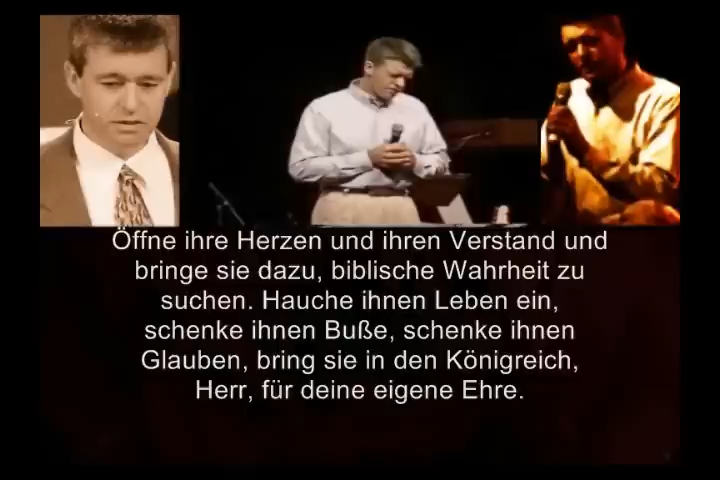 Öffne ihre Herzen und ihren Verstand und
bringe sie dazu, biblische Wahrheit zu
suchen. Hauche ihnen Leben ein,
schenke ihnen Buße, schenke ihnen
Glauben, bring sie in den Königreich,
Herr, für deine eigene Ehre.